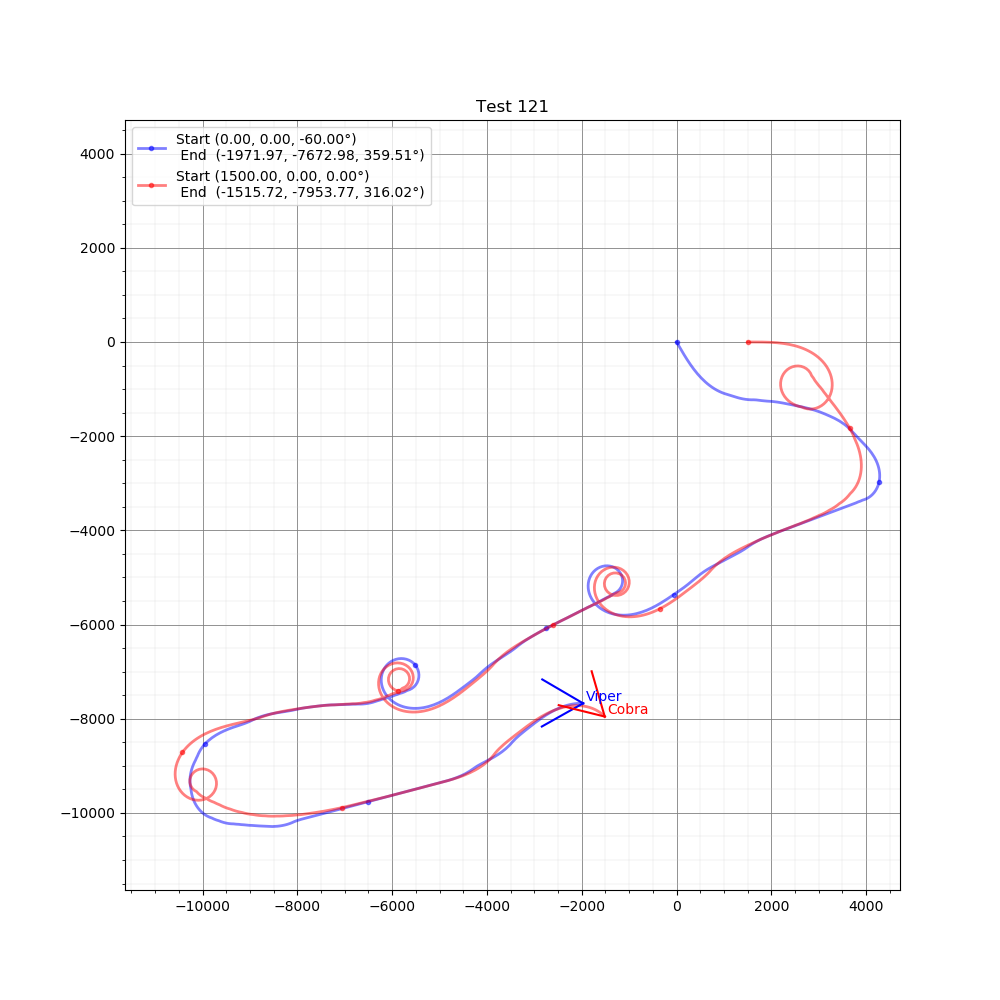 Test 121
Start (0.00, 0.00, -60.00°)
End (-1971.97, -7672.98, 359.51°)
Start (1500.00, 0.00, 0.00°)
End (-1515.72, -7953.77, 316.02°)
4000
2000
0
−2000
−4000
−6000
−8000
−10000
Viper
Cobra
−10000 −8000 −6000 −4000 −2000 0 2000 4000